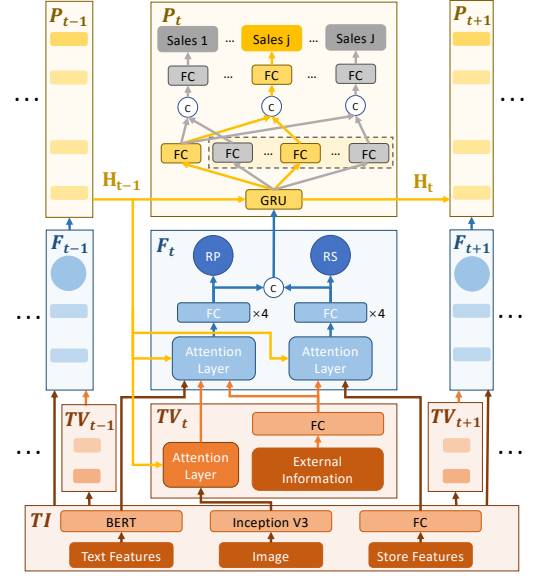 P_{t-1}
P_t
P_{t+1}
Sales 1 ... Sales j ... Sales J
FC ... FC ... FC
c c c
FC FC ... FC ... FC
H_{t-1}
H_t
GRU
... ...
F_{t-1}
F_t
F_{t+1}
RP RS
c
FC ×4 FC ×4
... ...
Attention Layer
Attention Layer
TV_{t-1}
TV_t
TV_{t+1}
FC
Attention Layer
External Information
... ...
TI
BERT Inception V3 FC
Text Features Image Store Features